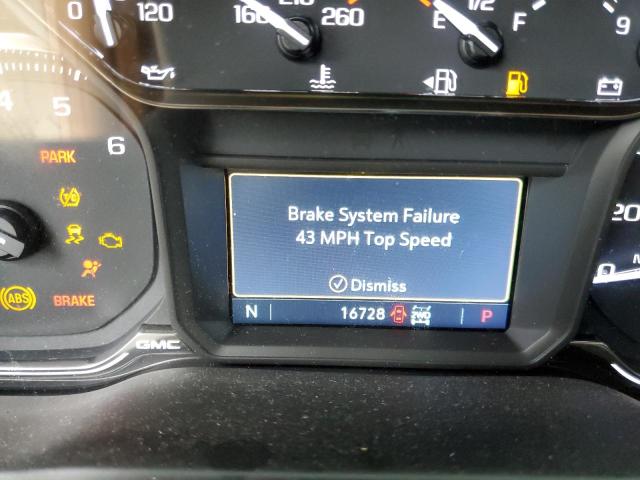 0 120 160 210 260 E 1/2 F 9
4 5 6
PARK
ABS BRAKE
Brake System Failure
43 MPH Top Speed
Dismiss
N 16728 2WD P
GMC
20
0